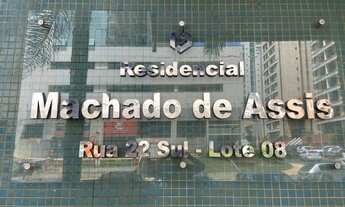 Residencial
Machado de Assis
Rua 22 Sul - Lote 08